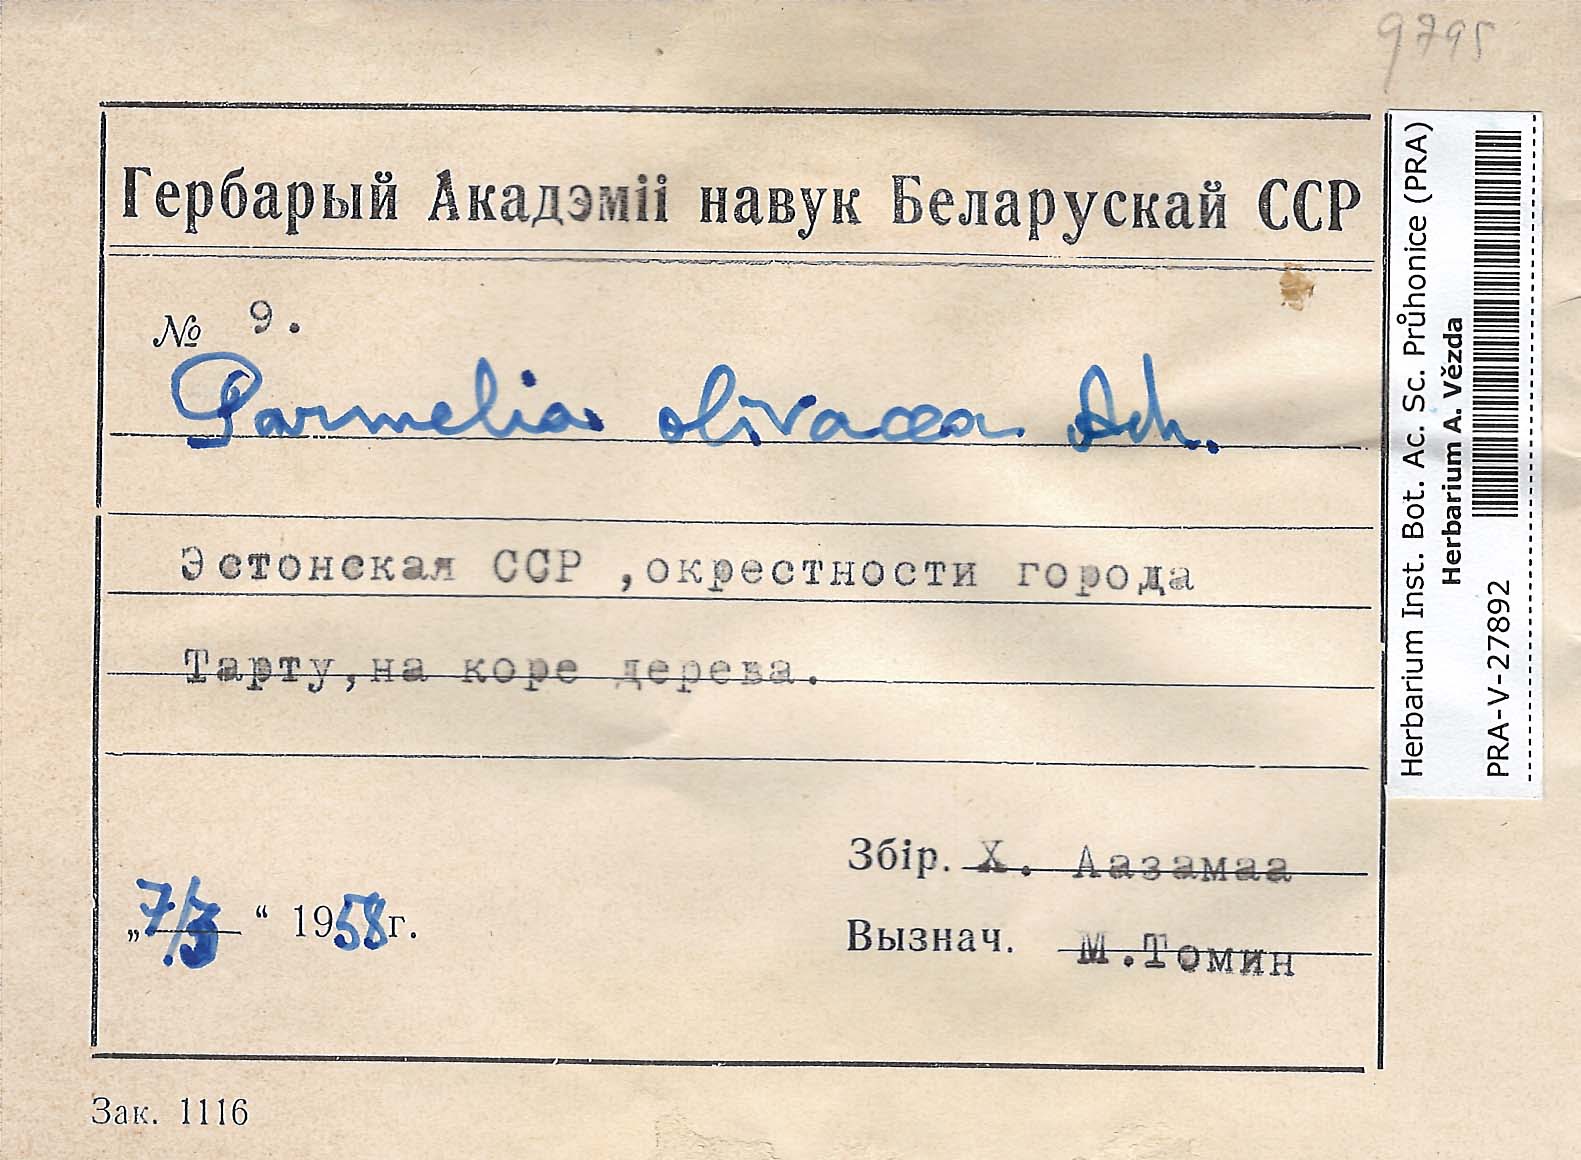 9795
Гербарый Акадэміі навук Беларускай ССР
№ 9.
Parmelia olivacea Ach.
Эстонская ССР ,окрестности города
Тарту,на коре дерева.
Збір. Х. Аазамаа
„7/3“ 1958г.
Вызнач. М.Томин
Зак. 1116
Herbarium Inst. Bot. Ac. Sc. Průhonice (PRA)
Herbarium A. Vězda
PRA-V-27892